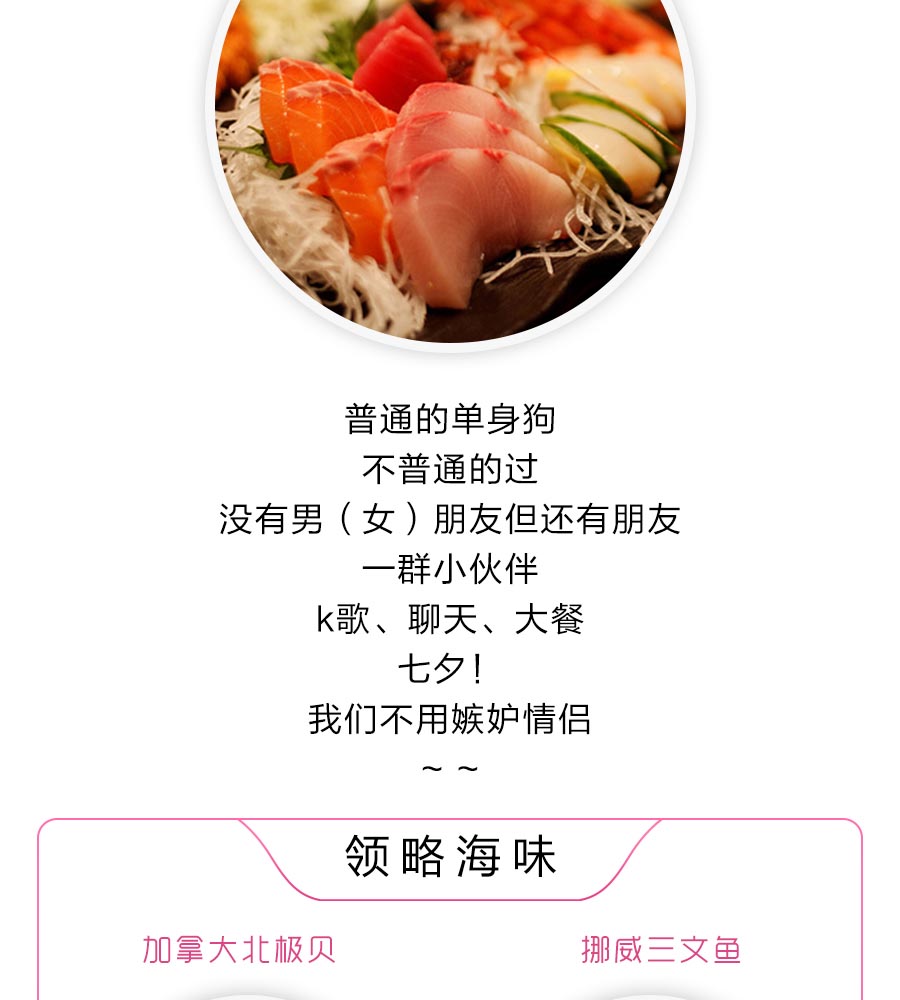 普通的单身狗
不普通的过
没有男（女）朋友但还有朋友
一群小伙伴
k歌、聊天、大餐
七夕！
我们不用嫉妒情侣
~ ~
领略海味
加拿大北极贝
挪威三文鱼